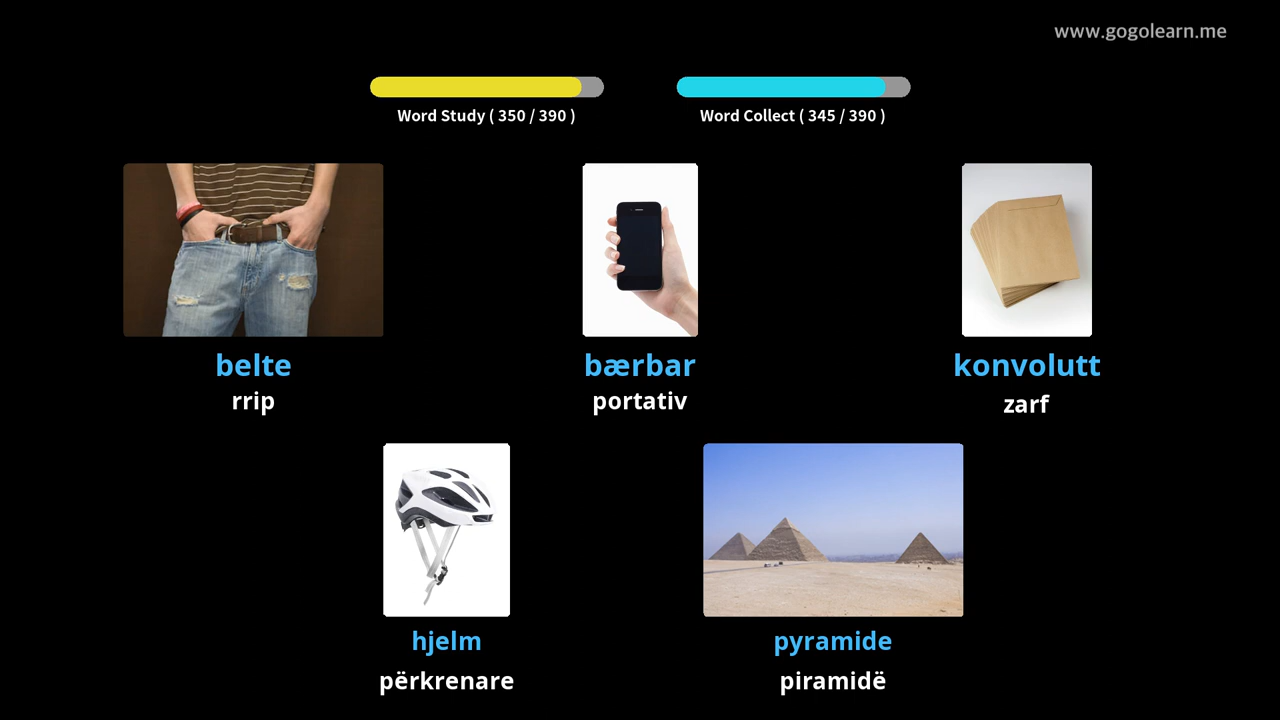 www.gogolearn.me
Word Study ( 350 / 390 )
Word Collect ( 345 / 390 )
belte
rrip
bærbar
portativ
konvolutt
zarf
hjelm
përkrenare
pyramide
piramidë